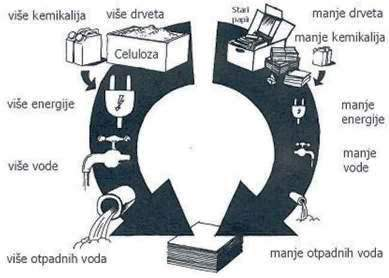 više kemikalija
više drveta
Celuloza
više energije
više vode
više otpadnih voda
Stari
papir
manje drveta
manje kemikalija
manje
energije
manje
vode
manje otpadnih voda